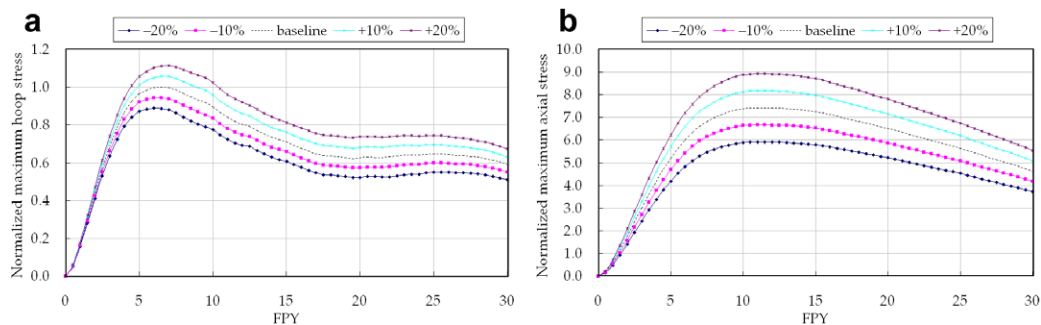 a
−20% −10% baseline +10% +20%
Normalized maximum hoop stress
1.2
1.0
0.8
0.6
0.4
0.2
0.0
0 5 10 15 20 25 30
FPY
b
−20% −10% baseline +10% +20%
Normalized maximum axial stress
10.0
9.0
8.0
7.0
6.0
5.0
4.0
3.0
2.0
1.0
0.0
0 5 10 15 20 25 30
FPY